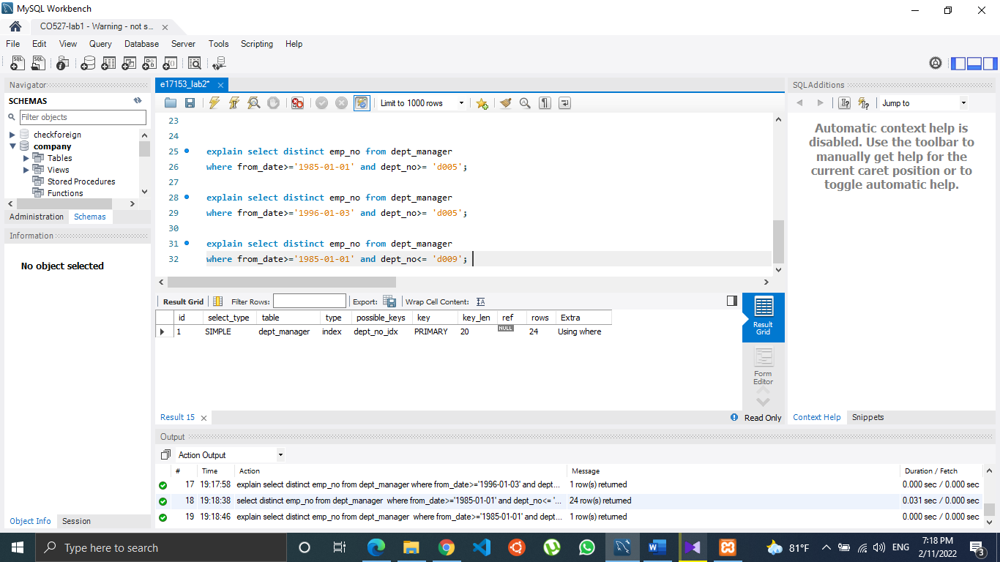 MySQL Workbench
CO527-lab1 - Warning - not s...
File Edit View Query Database Server Tools Scripting Help
Navigator
SCHEMAS
Filter objects
checkforeign
company
Tables
Views
Stored Procedures
Functions
Administration Schemas
Information
No object selected
Object Info Session
e17153_lab2*
Limit to 1000 rows
23
24
25 explain select distinct emp_no from dept_manager
26 where from_date>='1985-01-01' and dept_no>= 'd005';
27
28 explain select distinct emp_no from dept_manager
29 where from_date>='1996-01-03' and dept_no>= 'd005';
30
31 explain select distinct emp_no from dept_manager
32 where from_date>='1985-01-01' and dept_no<= 'd009';
Result Grid Filter Rows: Export: Wrap Cell Content:
id select_type table type possible_keys key key_len ref rows Extra
1 SIMPLE dept_manager index dept_no_idx PRIMARY 20 NULL 24 Using where
Result Grid
Form Editor
Result 15
Read Only
SQLAdditions
Jump to
Automatic context help is
disabled. Use the toolbar to
manually get help for the
current caret position or to
toggle automatic help.
Context Help Snippets
Output
Action Output
# Time Action Message Duration / Fetch
17 19:17:58 explain select distinct emp_no from dept_manager where from_date>='1996-01-03' and dept... 1 row(s) returned 0.000 sec / 0.000 sec
18 19:18:38 select distinct emp_no from dept_manager where from_date>='1985-01-01' and dept_no<= '... 24 row(s) returned 0.031 sec / 0.000 sec
19 19:18:46 explain select distinct emp_no from dept_manager where from_date>='1985-01-01' and dept... 1 row(s) returned 0.000 sec / 0.000 sec
Type here to search
81°F
ENG
7:18 PM
2/11/2022
3